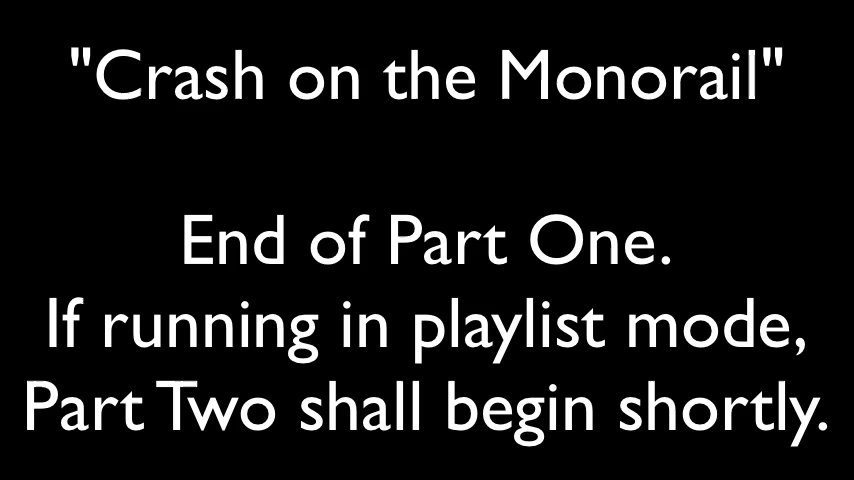 "Crash on the Monorail"
End of Part One.
If running in playlist mode,
Part Two shall begin shortly.